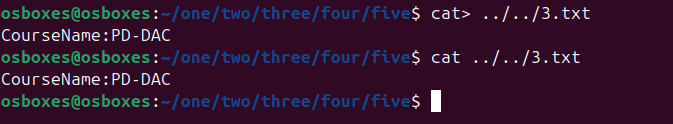 osboxes@osboxes:~/one/two/three/four/five$ cat> ../../3.txt
CourseName:PD-DAC
osboxes@osboxes:~/one/two/three/four/five$ cat ../../3.txt
CourseName:PD-DAC
osboxes@osboxes:~/one/two/three/four/five$